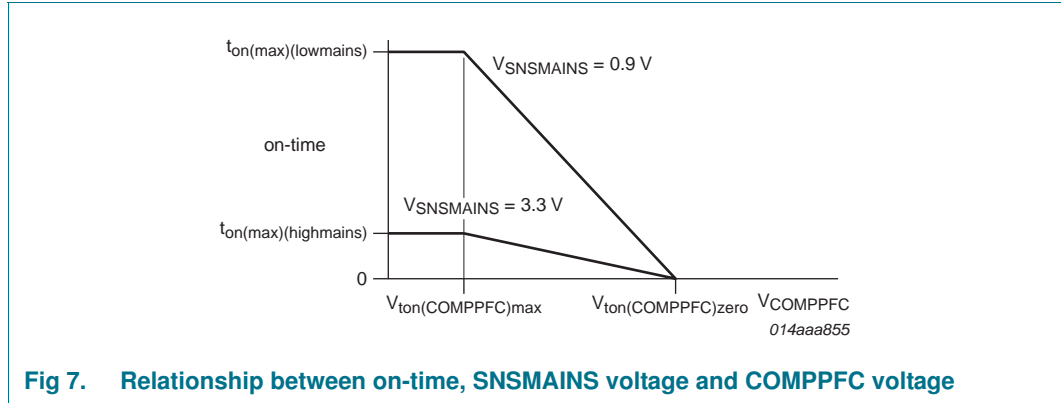 ton(max)(lowmains)
VSNSMAINS = 0.9 V
on-time
VSNSMAINS = 3.3 V
ton(max)(highmains)
0
Vton(COMPPFC)max
Vton(COMPPFC)zero
VCOMPPFC
014aaa855
Fig 7. Relationship between on-time, SNSMAINS voltage and COMPPFC voltage